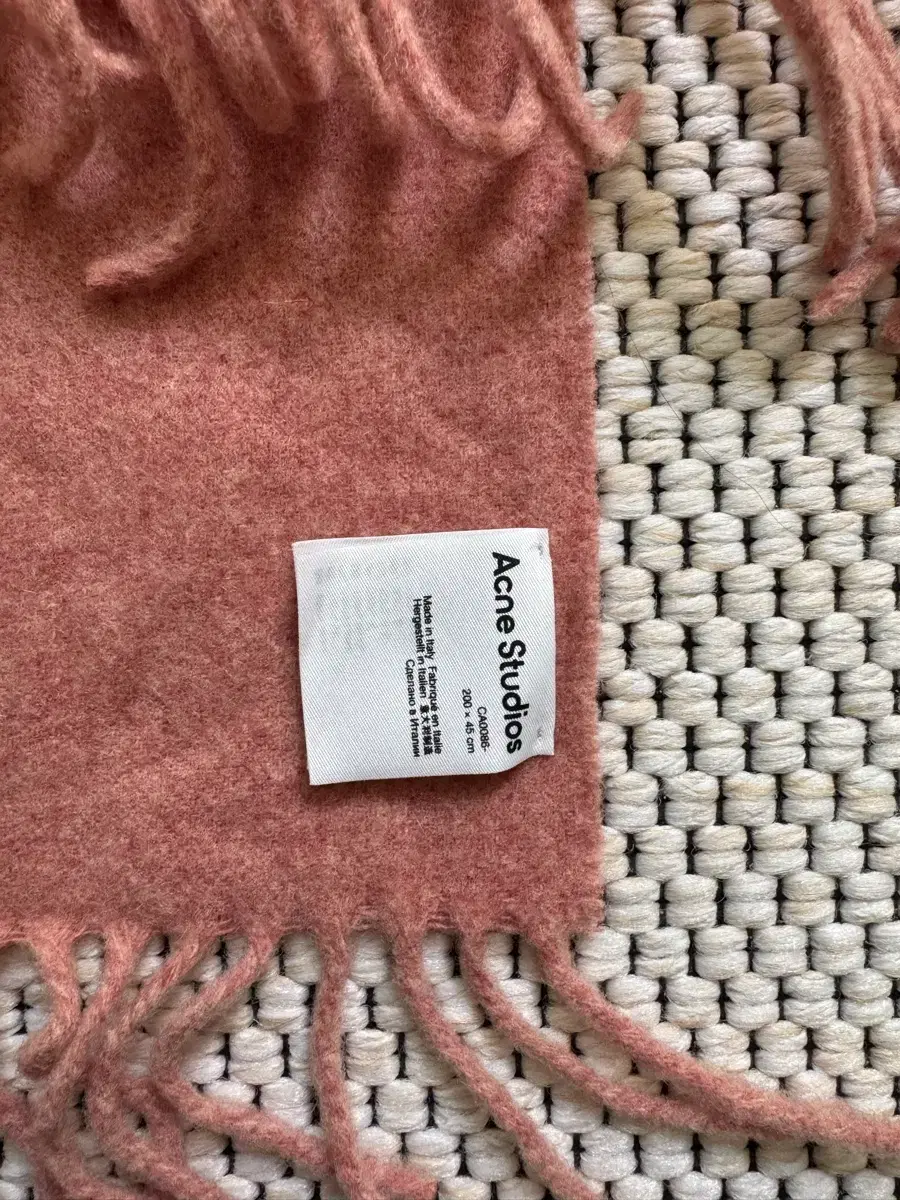 Acne Studios
CA0086-
200 x 45 cm
Made in Italy Fabriqué en Italie
Hergestellt in Italien 意大利制造
Сделано в Италии